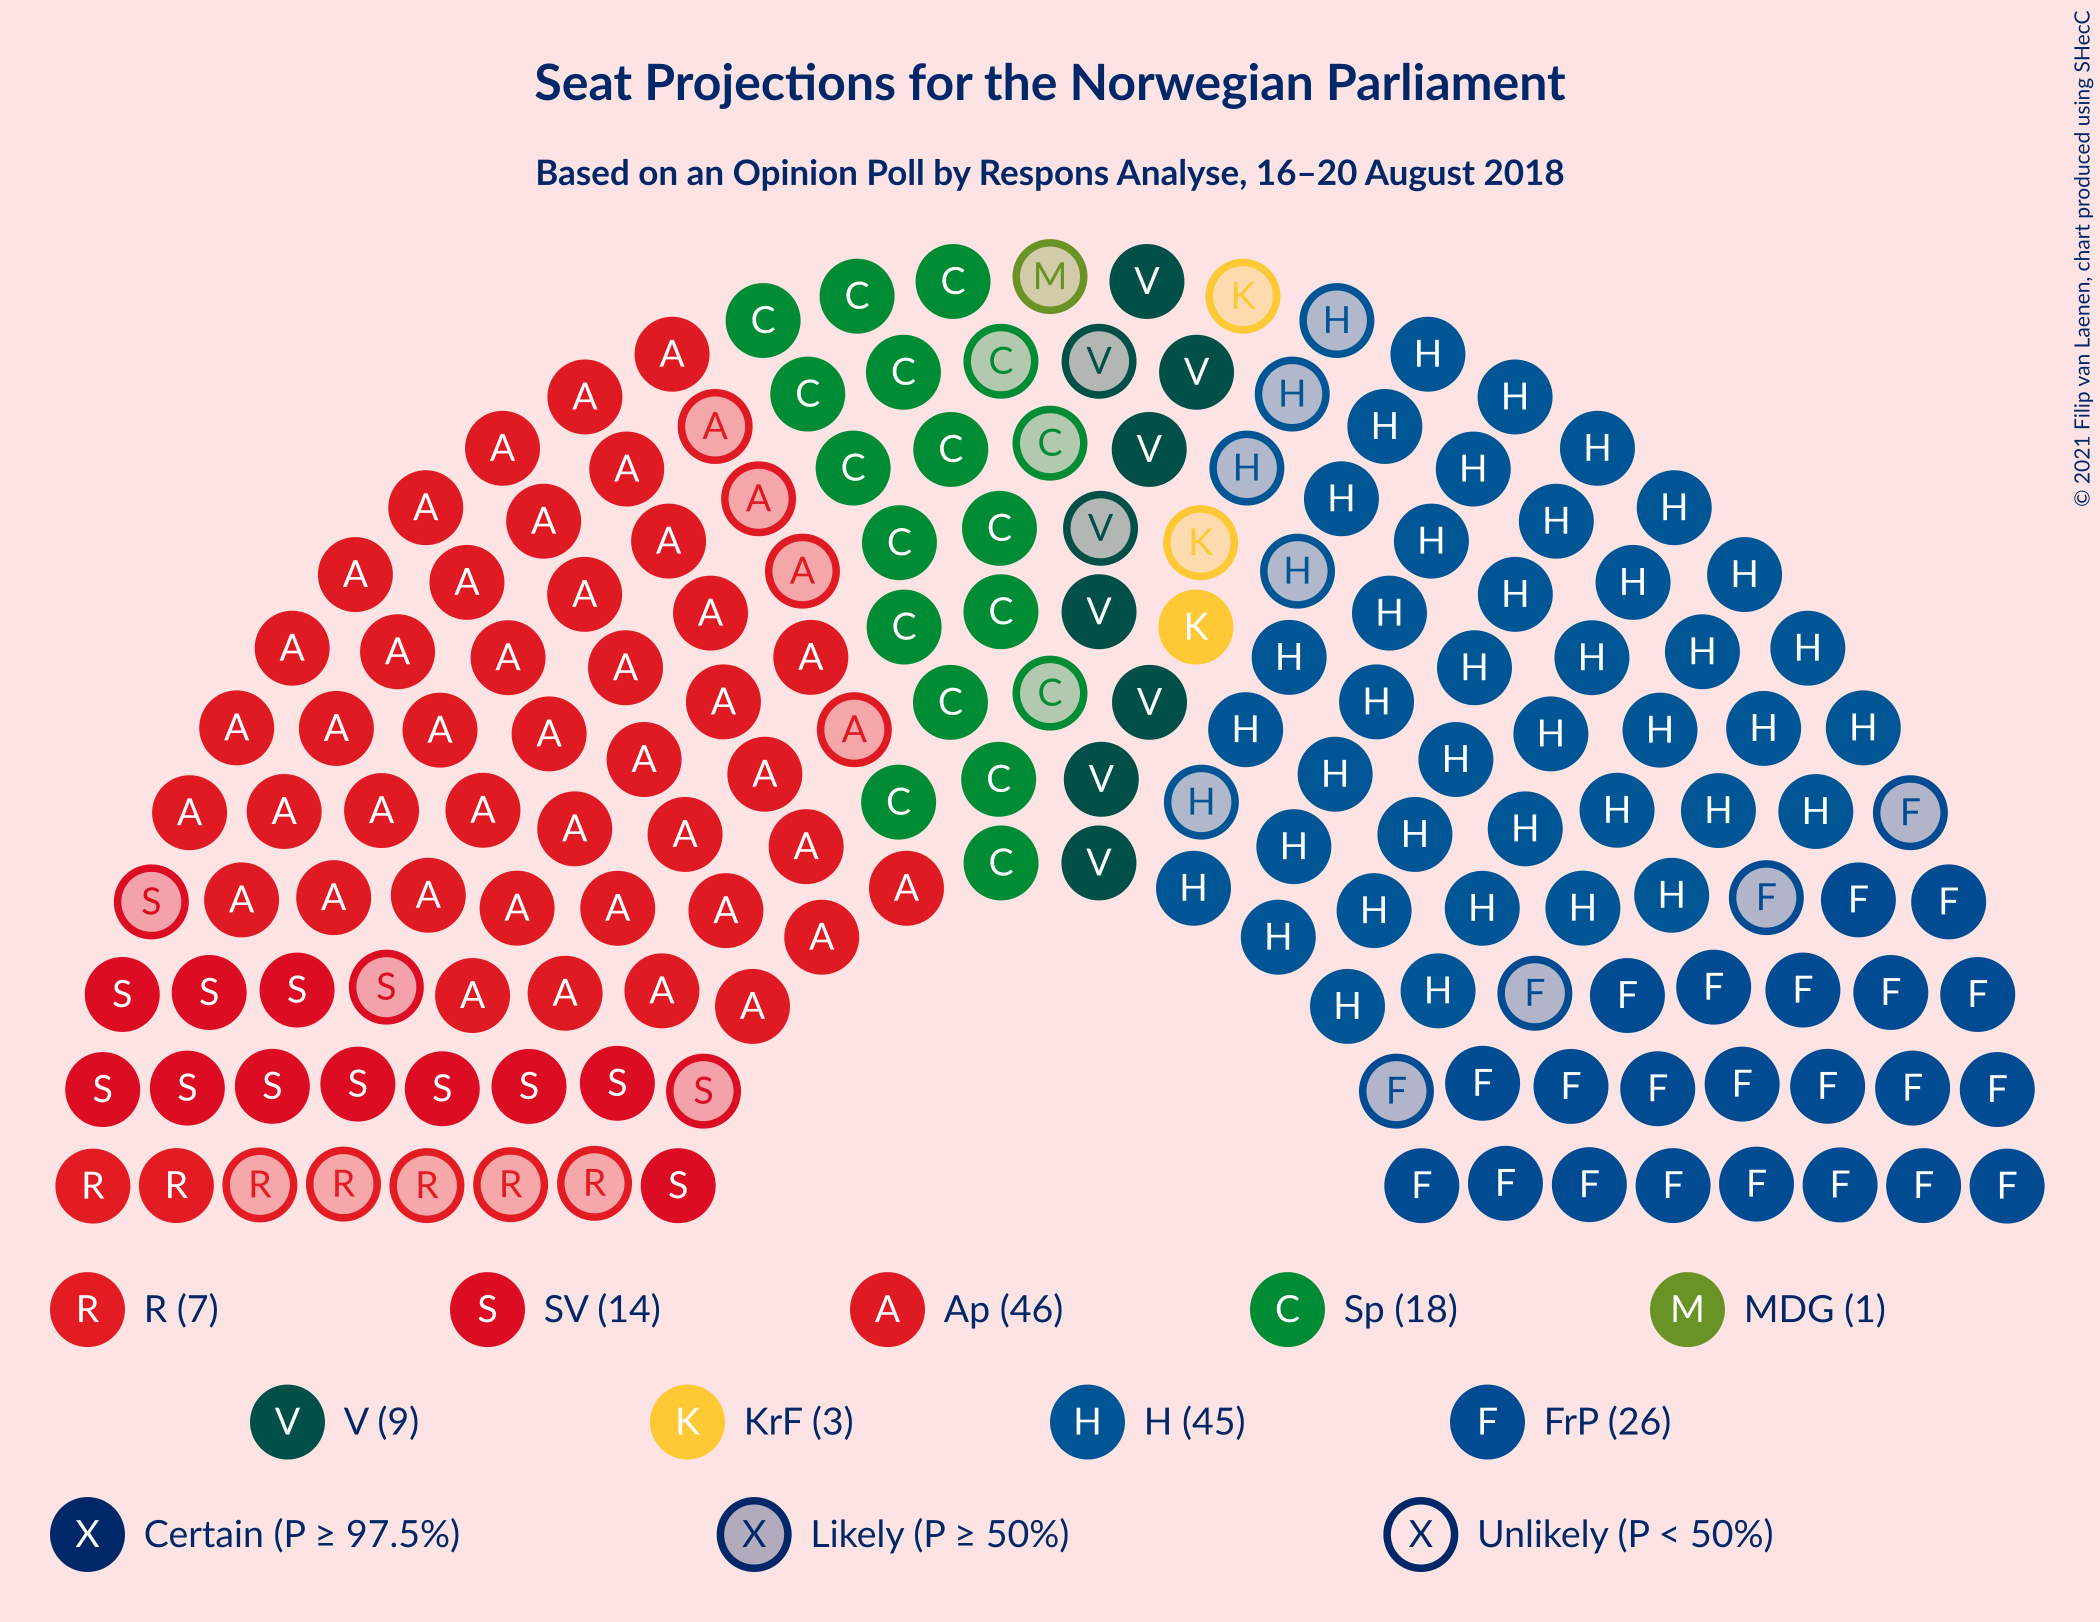 Seat Projections for the Norwegian Parliament
Based on an Opinion Poll by Respons Analyse, 16–20 August 2018
© 2021 Filip van Laenen, chart produced using SHecC
C C C M V K H
A C C C V V H H
A A C C C V H H H
A A A C C V K H H H H
A A A C C V K H H H H H
A A A A A C C V H H H H H H
A A A A A A C C V H H H H H H H
A A A A A A A A C V H H H H H H H F
S A A A A A A A A H H H H H H F F F
S S S S A A A A H H F F F F F F
S S S S S S S S F F F F F F F F
R R R R R R R S F F F F F F F F
R R (7) S SV (14) A Ap (46) C Sp (18) M MDG (1)
V V (9) K KrF (3) H H (45) F FrP (26)
X Certain (P ≥ 97.5%) X Likely (P ≥ 50%) X Unlikely (P < 50%)